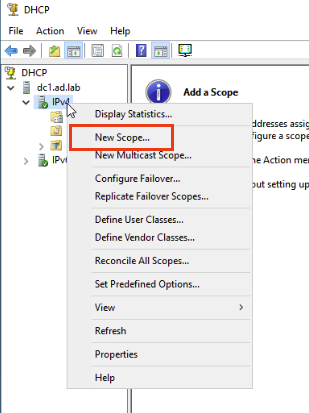 DHCP
File Action View Help
DHCP
dc1.ad.lab
IPv4
Add a Scope
Display Statistics...
addresses assig
New Scope...
figure a scope
New Multicast Scope...
Configure Failover...
he Action men
Replicate Failover Scopes...
out setting up
Define User Classes...
Define Vendor Classes...
Reconcile All Scopes...
Set Predefined Options...
View
Refresh
Properties
Help